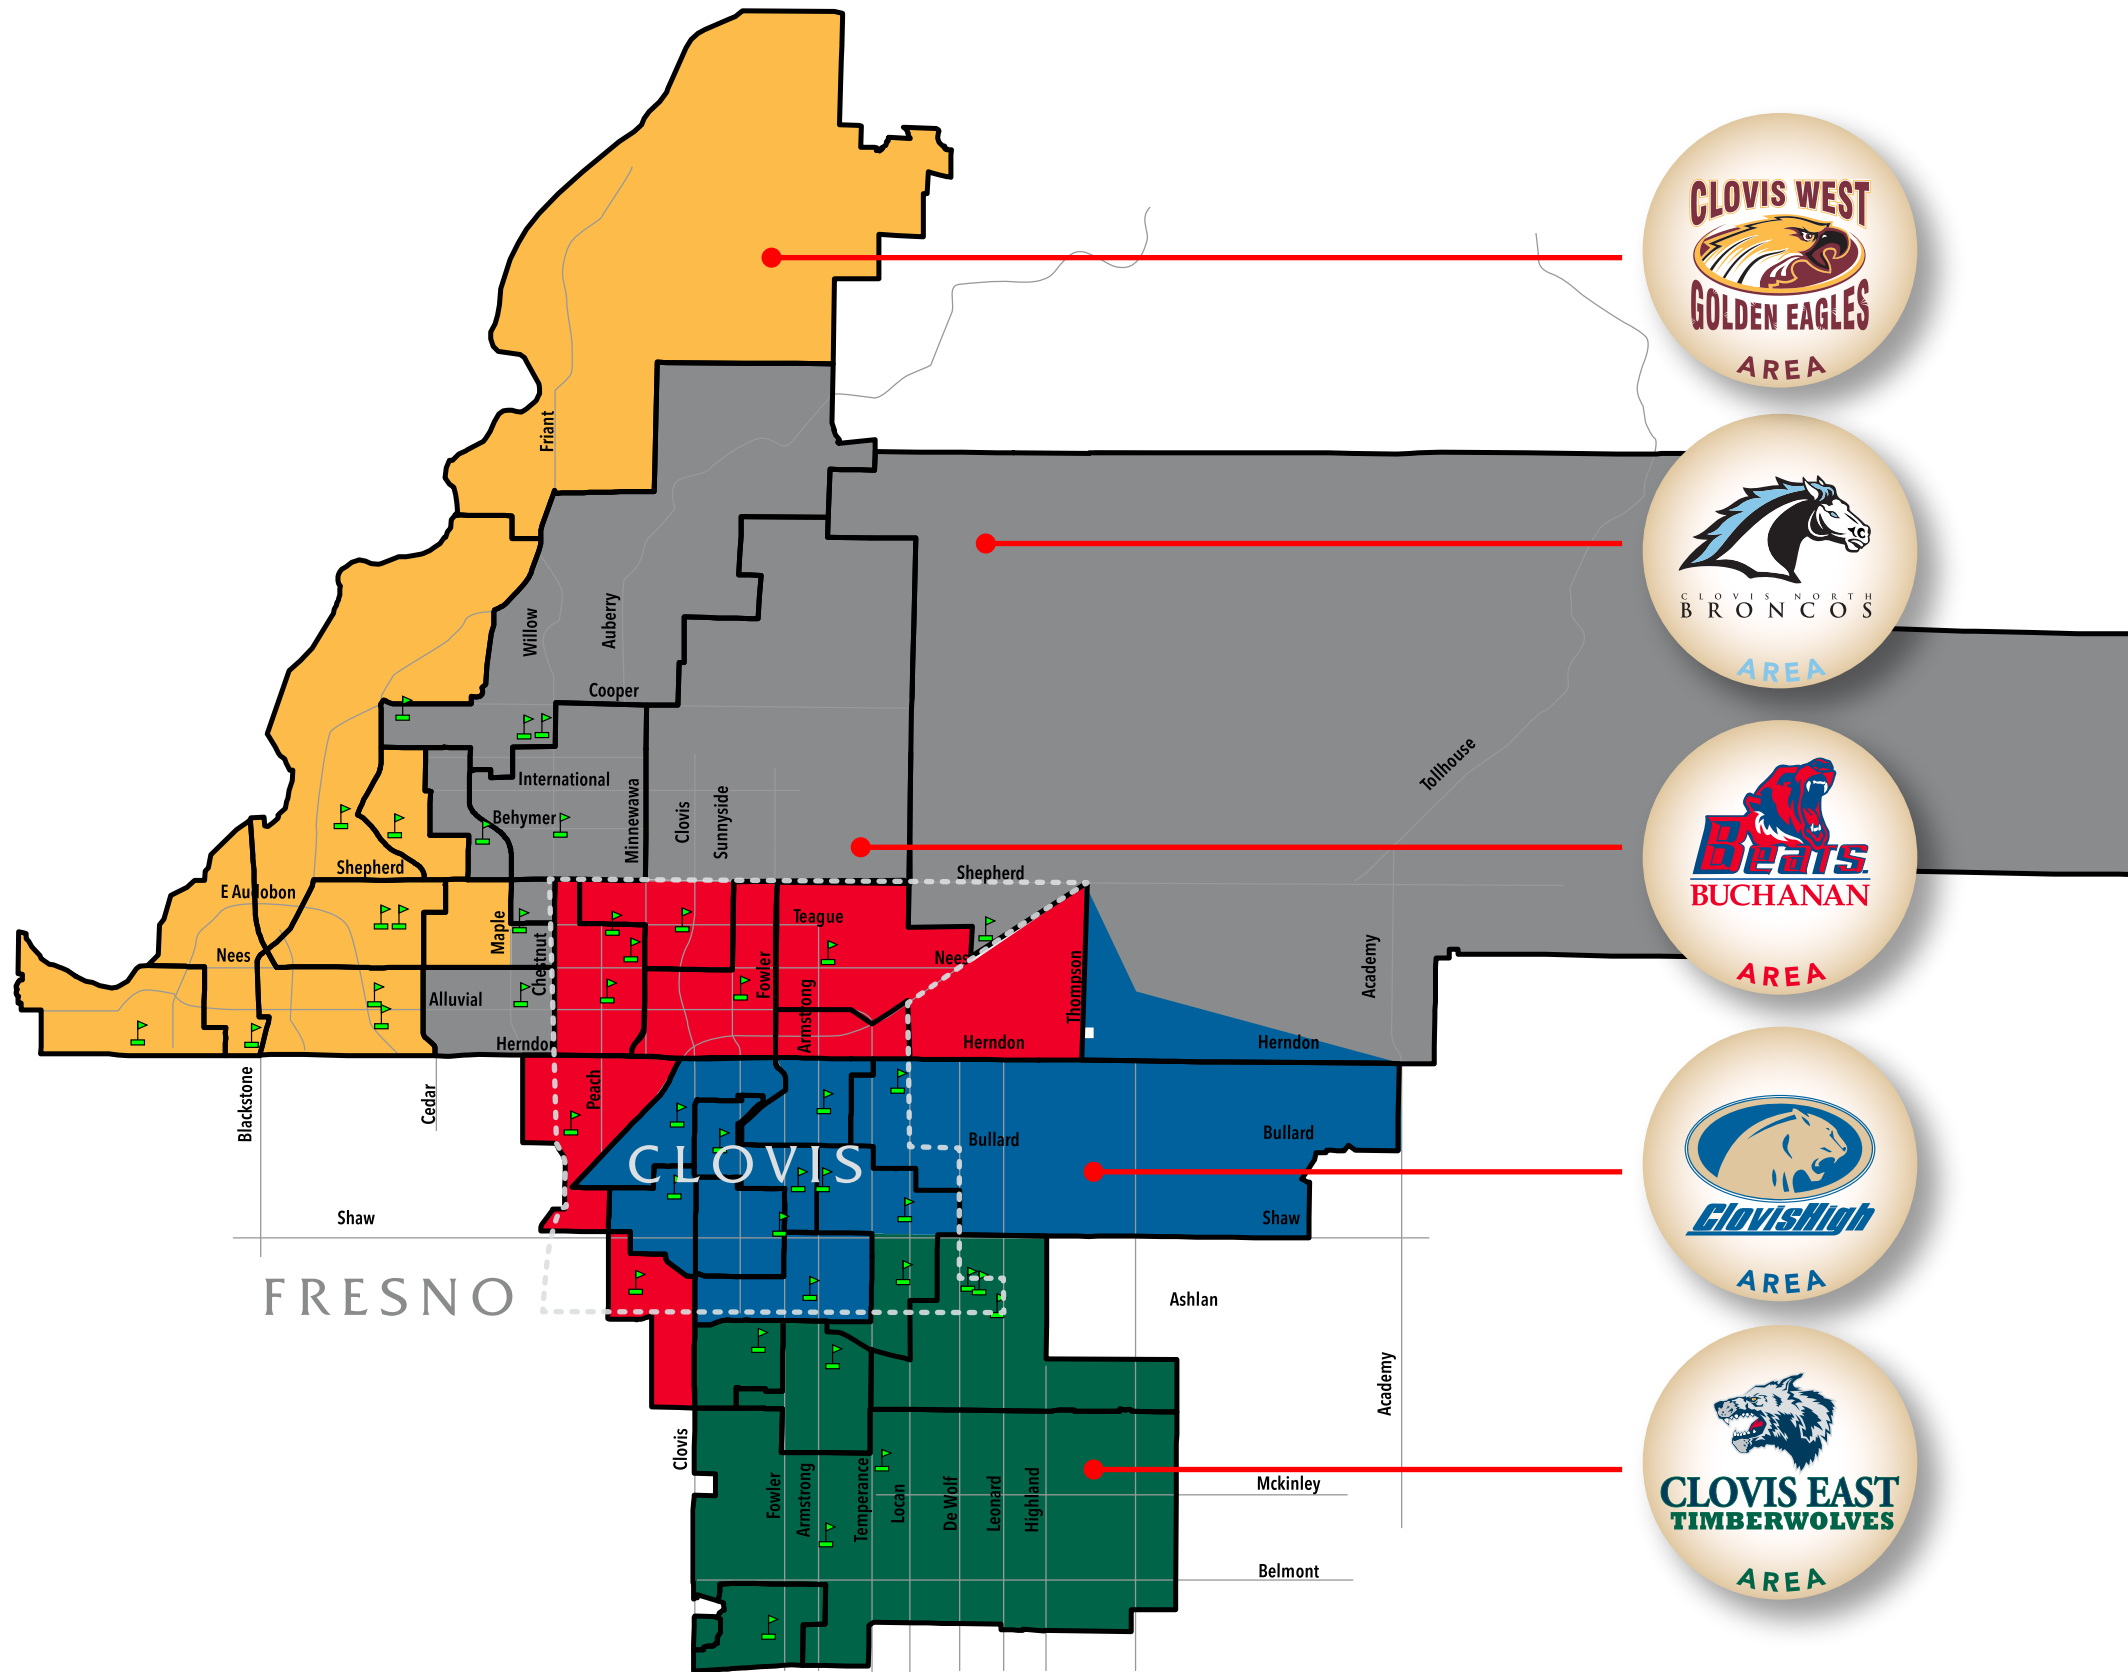 CLOVIS WEST
GOLDEN EAGLES
AREA
Friant
CLOVIS NORTH
BRONCOS
AREA
Willow
Auberry
Cooper
Tollhouse
International
Minnewawa
Clovis
Sunnyside
Behymer
Bears
BUCHANAN
AREA
Shepherd
Shepherd
E Audobon
Maple
Teague
Nees
Chestnut
Fowler
Nees
Thompson
Academy
Alluvial
Armstrong
Herndon
Herndon
Herndon
Blackstone
Cedar
Peach
Bullard
Bullard
CLOVIS
ClovisHigh
AREA
Shaw
Shaw
FRESNO
Ashlan
Academy
Clovis
Fowler
Armstrong
Temperance
Locan
De Wolf
Leonard
Highland
Mckinley
CLOVIS EAST
TIMBERWOLVES
AREA
Belmont